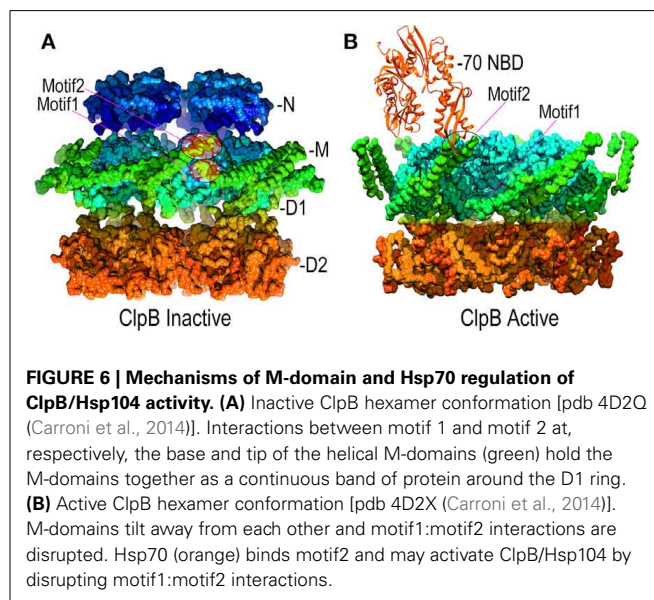 A
B
Motif2
Motif1
-N
-M
-D1
-D2
ClpB Inactive
-70 NBD
Motif2
Motif1
ClpB Active
FIGURE 6 | Mechanisms of M-domain and Hsp70 regulation of
ClpB/Hsp104 activity. (A) Inactive ClpB hexamer conformation [pdb 4D2Q
(Carroni et al., 2014)]. Interactions between motif 1 and motif 2 at,
respectively, the base and tip of the helical M-domains (green) hold the
M-domains together as a continuous band of protein around the D1 ring.
(B) Active ClpB hexamer conformation [pdb 4D2X (Carroni et al., 2014)].
M-domains tilt away from each other and motif1:motif2 interactions are
disrupted. Hsp70 (orange) binds motif2 and may activate ClpB/Hsp104 by
disrupting motif1:motif2 interactions.